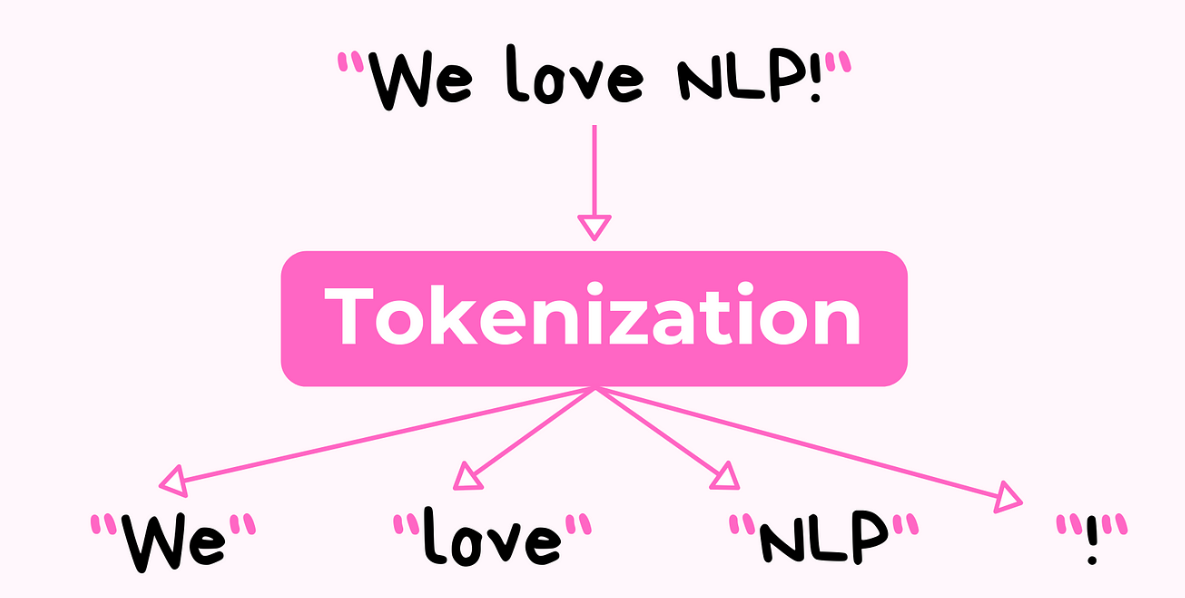 "We love NLP!"
Tokenization
"We" "love" "NLP" "!"